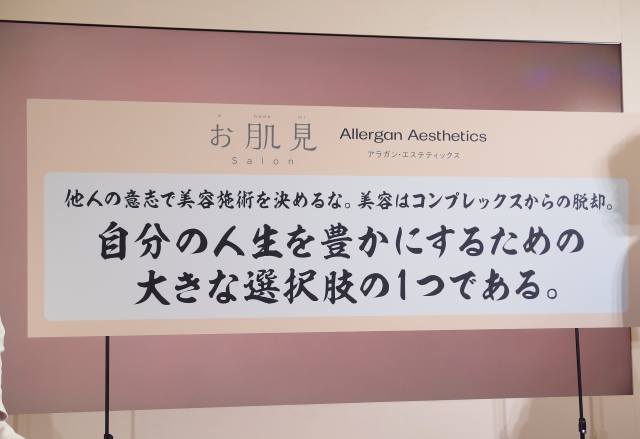 お肌見
Salon
Allergan Aesthetics
アラガン・エステティックス
他人の意志で美容施術を決めるな。美容はコンプレックスからの脱却。
自分の人生を豊かにするための
大きな選択肢の1つである。